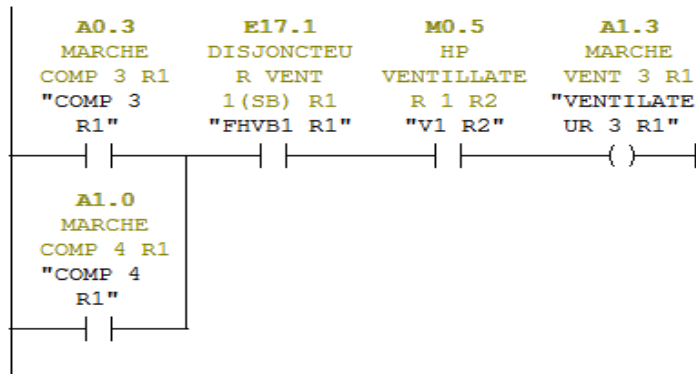 A0.3
MARCHE
COMP 3 R1
"COMP 3
R1"
E17.1
DISJONCTEU
R VENT
1(SB) R1
"FHVB1 R1"
M0.5
HP
VENTILLATE
R 1 R2
"V1 R2"
A1.3
MARCHE
VENT 3 R1
"VENTILATE
UR 3 R1"
A1.0
MARCHE
COMP 4 R1
"COMP 4
R1"